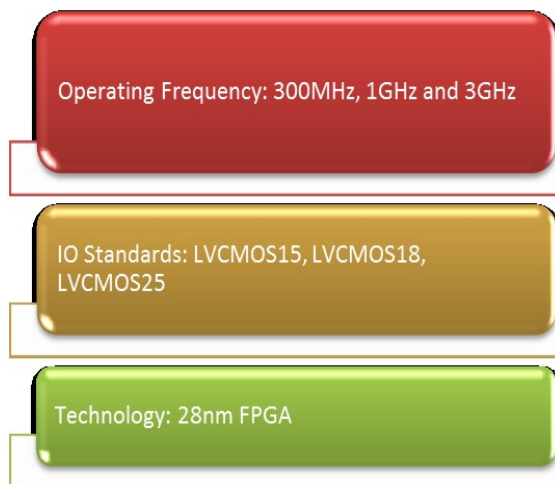 Operating Frequency: 300MHz, 1GHz and 3GHz
IO Standards: LVCMOS15, LVCMOS18,
LVCMOS25
Technology: 28nm FPGA